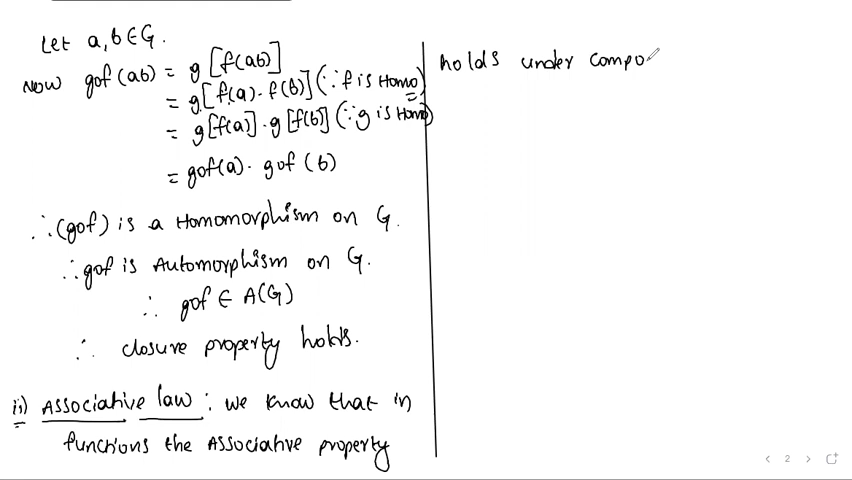 Let a, b ∈ G.
Now gof(ab) = g[f(ab)]
= g[f(a) · f(b)] (∵ f is Homo)
= g[f(a)] · g[f(b)] (∵ g is Homo)
= gof(a) · gof(b)
∴ (gof) is a Homomorphism on G.
∴ gof is Automorphism on G.
∴ gof ∈ A(G)
∴ closure property holds.
ii) Associative law : we know that in
functions the Associative property
holds under compo
2